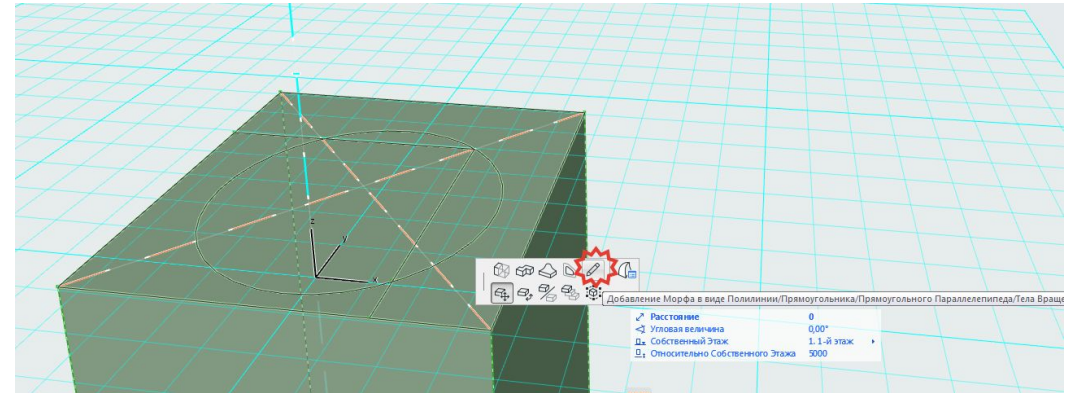 z
y
x
Добавление Морфа в виде Полилинии/Прямоугольника/Прямоугольного Параллелепипеда/Тела Враще
Расстояние 0
Угловая величина 0,00°
Собственный Этаж 1. 1-й этаж
Относительно Собственного Этажа 5000